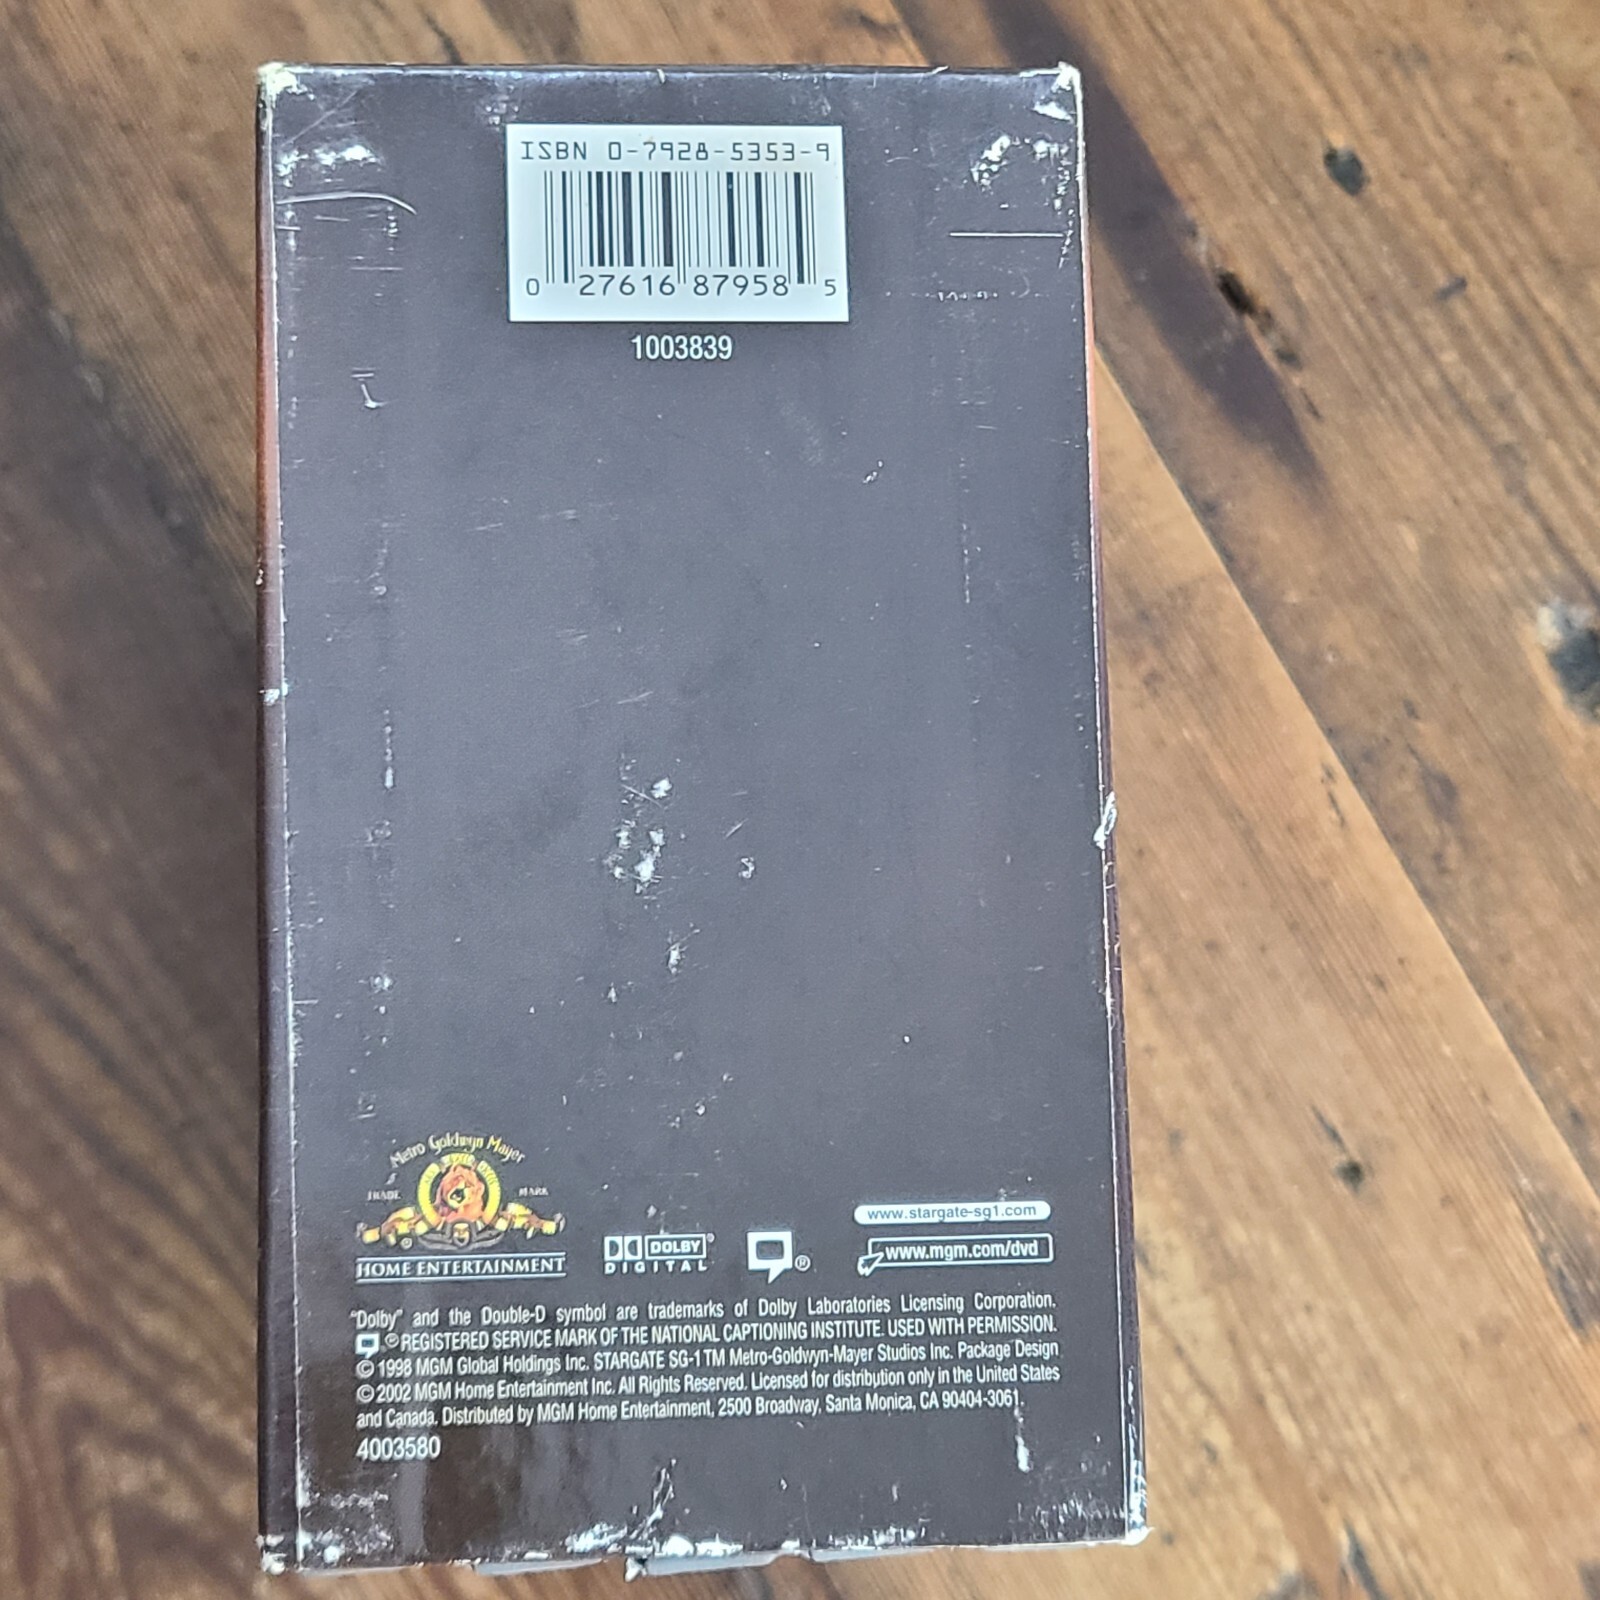 ISBN 0-7928-5353-9
0 27616 87958 5
1003839
Metro Goldwyn Mayer
TRADE MARK
HOME ENTERTAINMENT
DOLBY
DIGITAL
®
www.stargate-sg1.com
www.mgm.com/dvd
"Dolby" and the Double-D symbol are trademarks of Dolby Laboratories Licensing Corporation.
® REGISTERED SERVICE MARK OF THE NATIONAL CAPTIONING INSTITUTE. USED WITH PERMISSION.
© 1998 MGM Global Holdings Inc. STARGATE SG-1 TM Metro-Goldwyn-Mayer Studios Inc. Package Design
© 2002 MGM Home Entertainment Inc. All Rights Reserved. Licensed for distribution only in the United States
and Canada. Distributed by MGM Home Entertainment, 2500 Broadway, Santa Monica, CA 90404-3061.
4003580